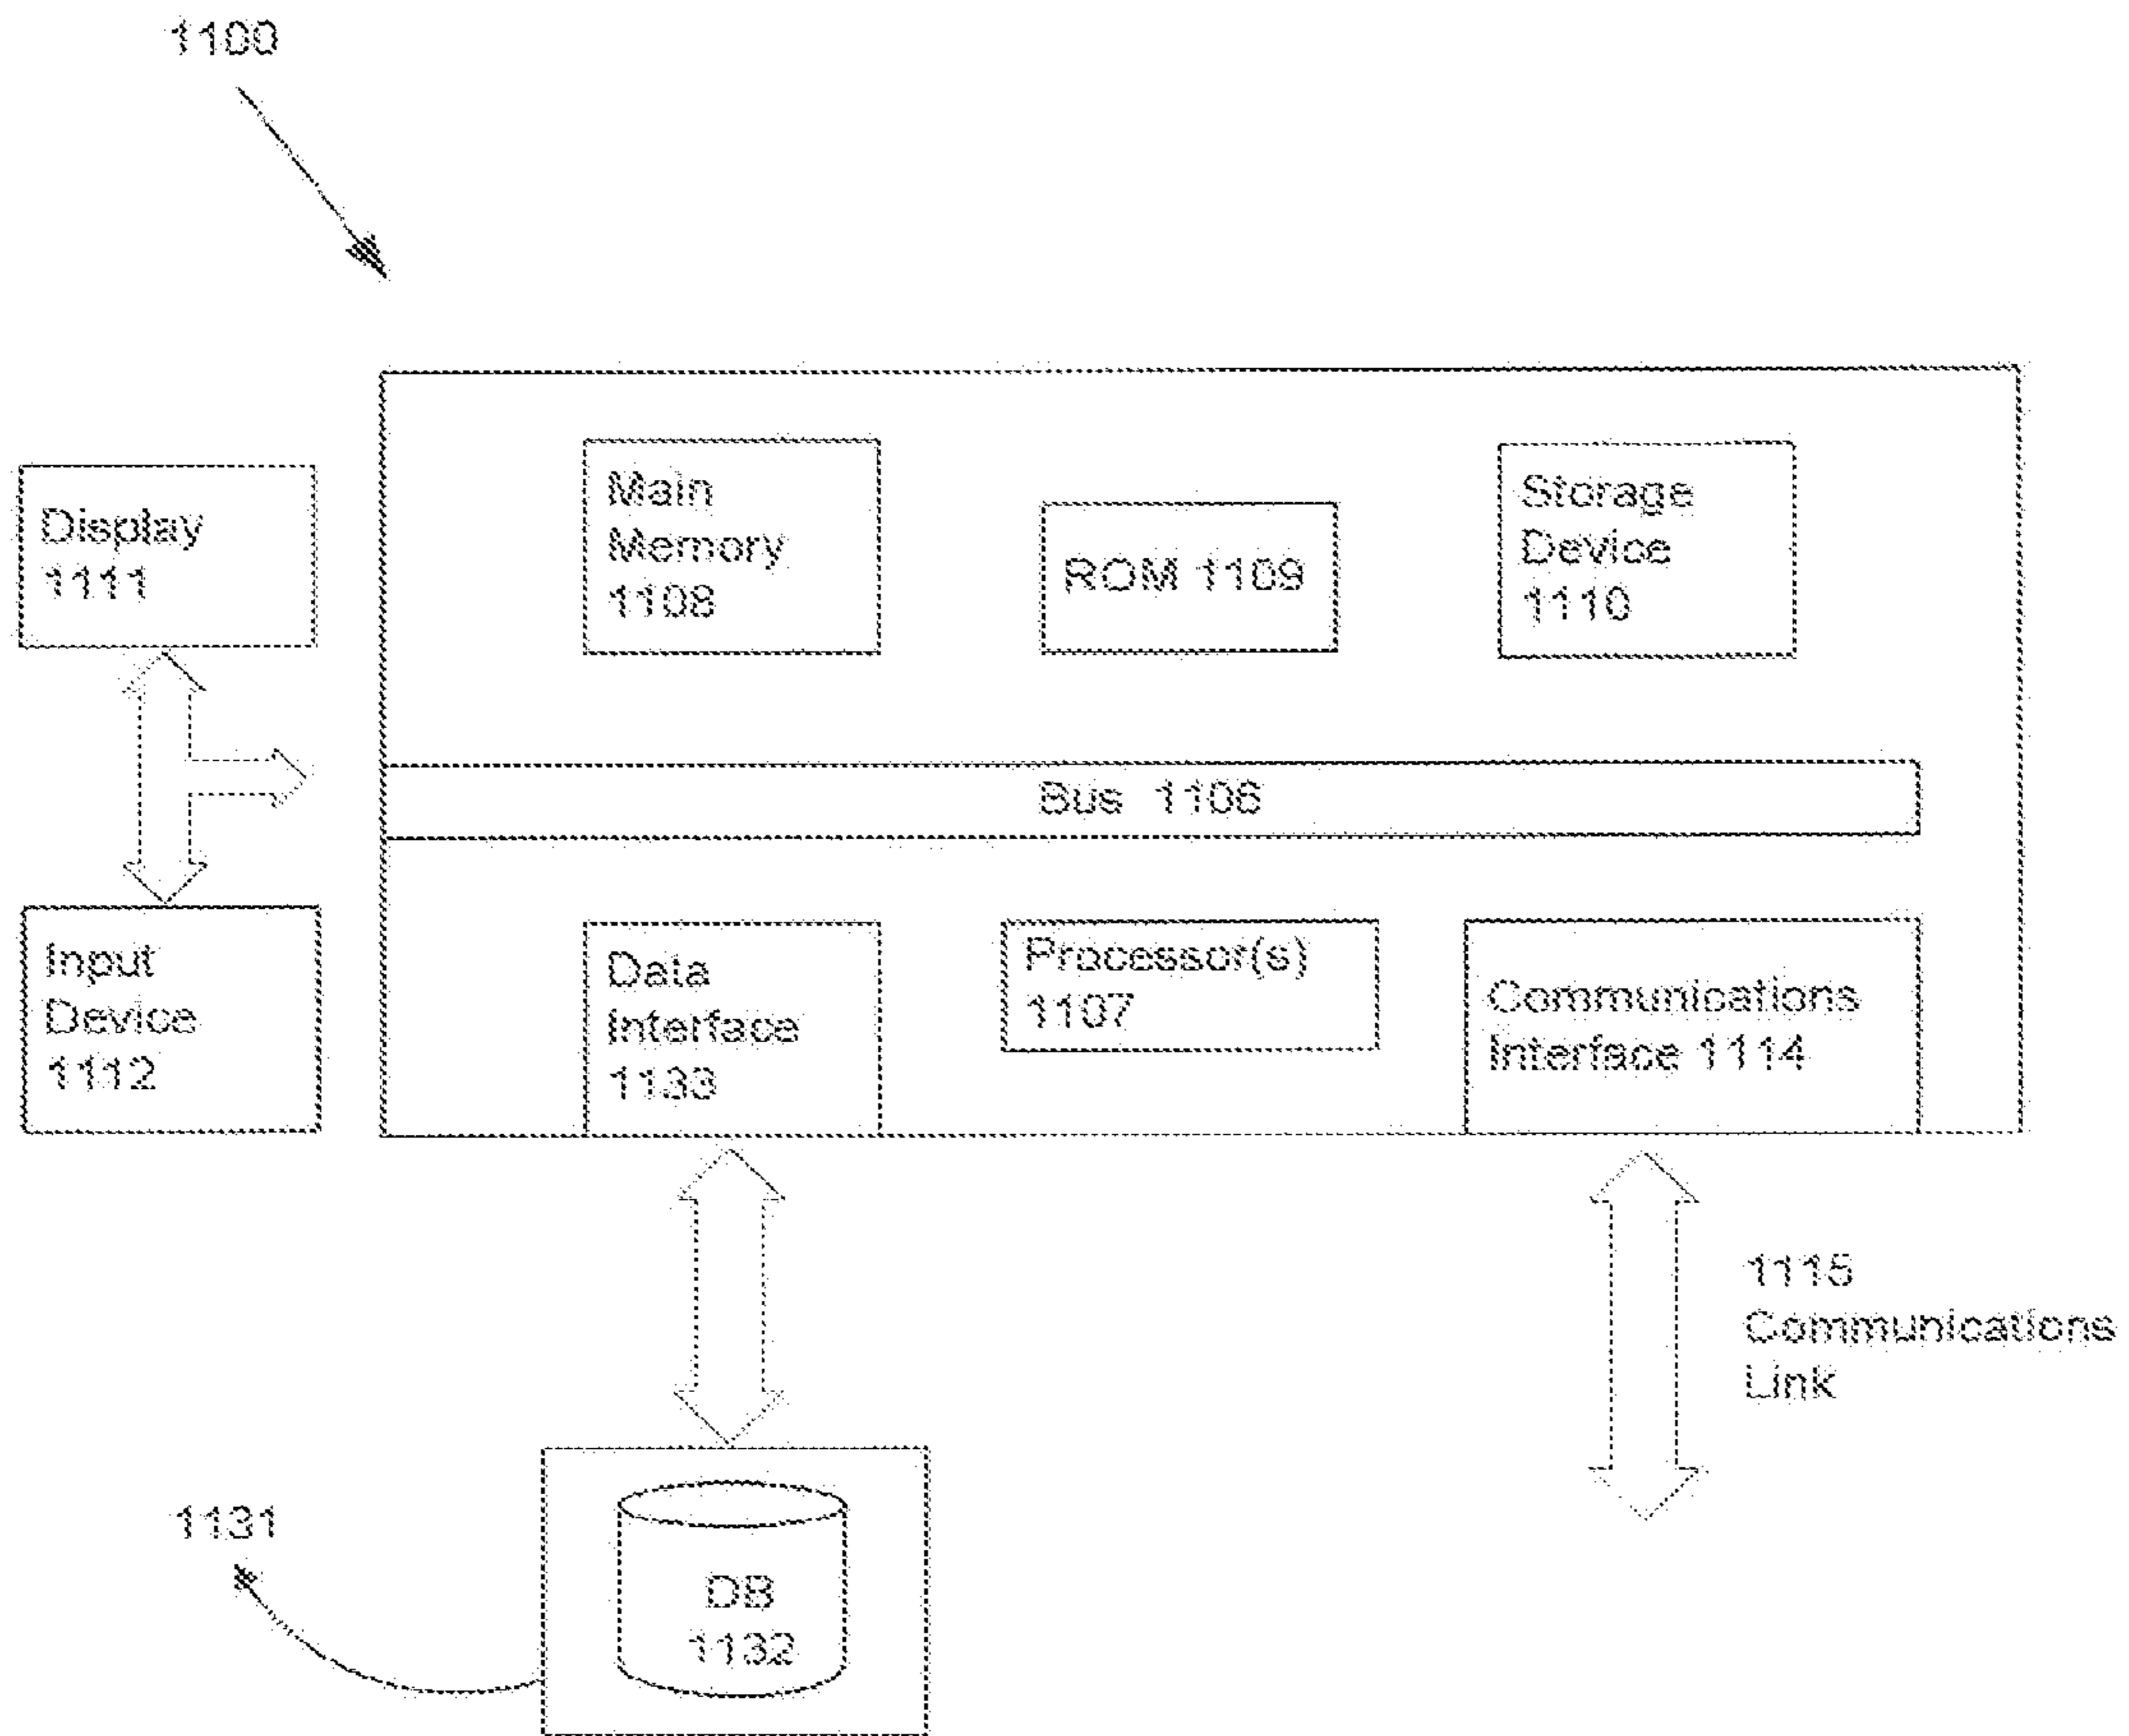 1100
Display
1111
Main
Memory
1108
ROM 1109
Storage
Device
1110
Bus 1106
Input
Device
1112
Data
Interface
1133
Processor(s)
1107
Communications
Interface 1114
1115
Communications
Link
1131
DB
1132